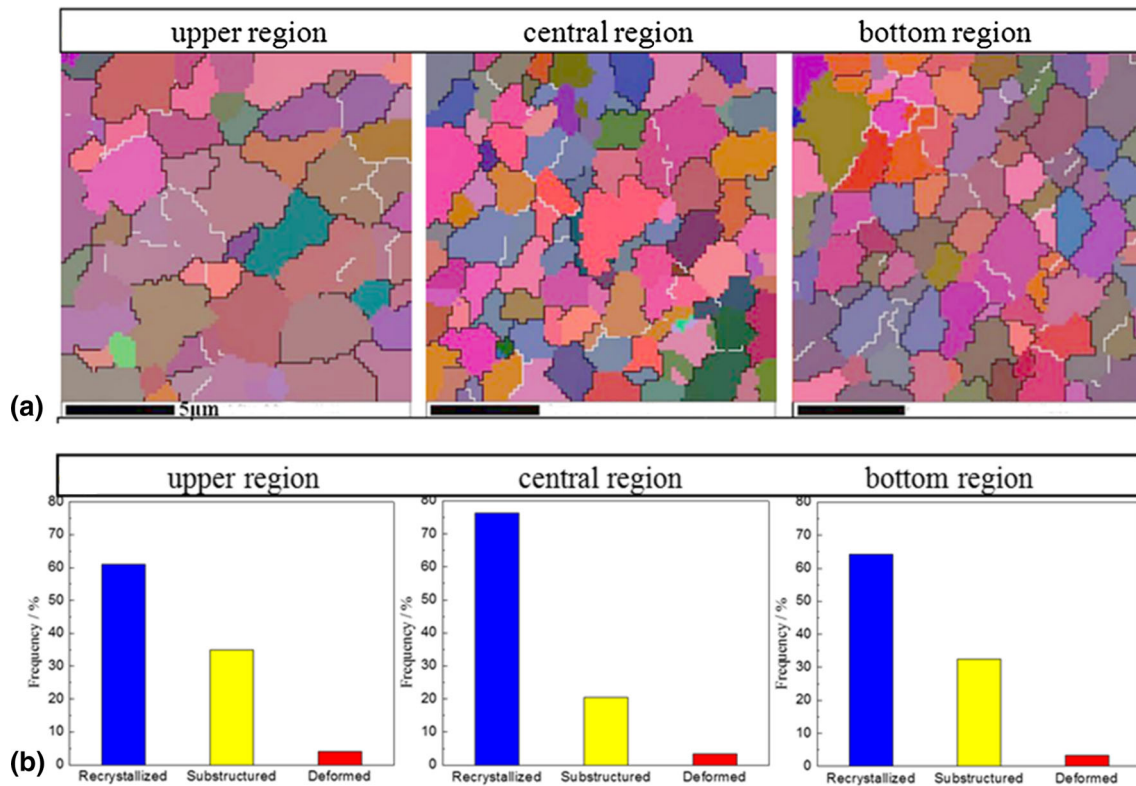 upper region central region bottom region
(a)
5μm
upper region central region bottom region
80 80 80
70 70 70
60 60 60
50 50 50
40 40 40
30 30 30
20 20 20
10 10 10
0 0 0
Frequency / % Frequency / % Frequency / %
(b)
Recrystallized Substructured Deformed Recrystallized Substructured Deformed Recrystallized Substructured Deformed